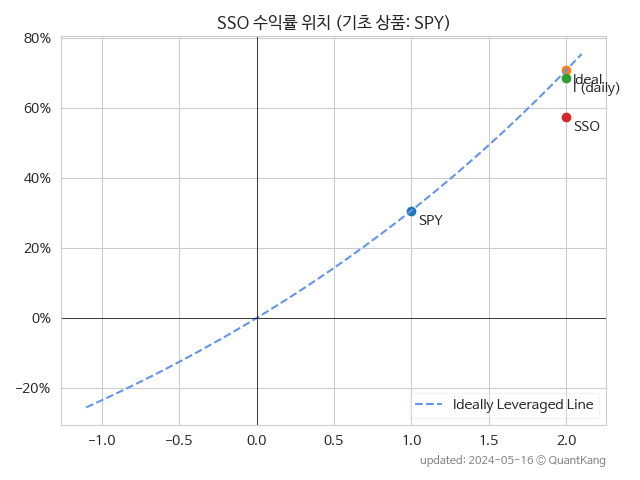 SSO 수익률 위치 (기초 상품: SPY)
80%
60%
40%
20%
0%
−20%
Ideal
I (daily)
SSO
SPY
Ideally Leveraged Line
−1.0 −0.5 0.0 0.5 1.0 1.5 2.0
updated: 2024-05-16 © QuantKang